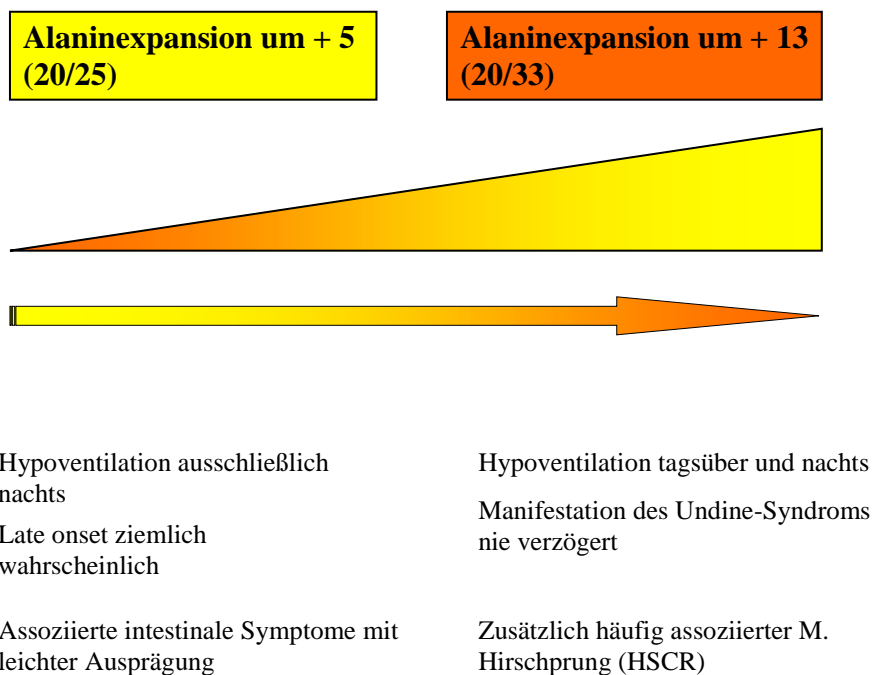 Alaninexpansion um + 5
(20/25)
Alaninexpansion um + 13
(20/33)
Hypoventilation ausschließlich
nachts
Late onset ziemlich
wahrscheinlich
Assoziierte intestinale Symptome mit
leichter Ausprägung
Hypoventilation tagsüber und nachts
Manifestation des Undine-Syndroms
nie verzögert
Zusätzlich häufig assoziierter M.
Hirschprung (HSCR)